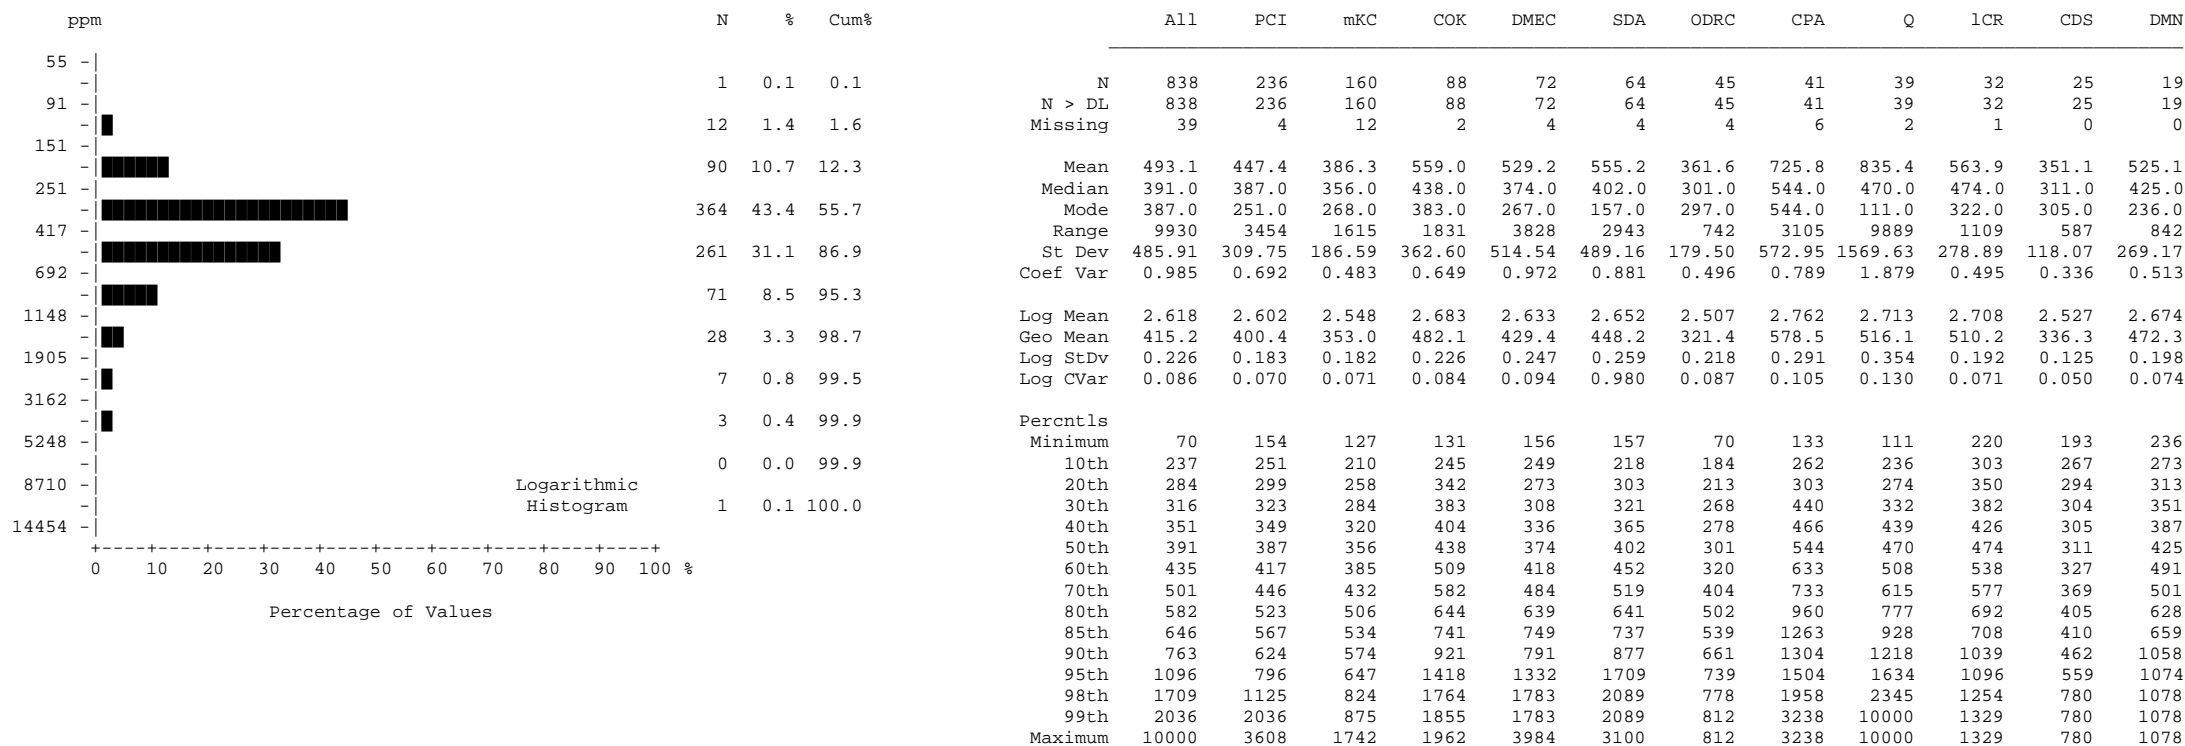 ppm N % Cum% All PCI mKC COK DMEC SDA ODRC CPA Q lCR CDS DMN
55
1 0.1 0.1 N 838 236 160 88 72 64 45 41 39 32 25 19
91 N > DL 838 236 160 88 72 64 45 41 39 32 25 19
12 1.4 1.6 Missing 39 4 12 2 4 4 4 6 2 1 0 0
151
90 10.7 12.3 Mean 493.1 447.4 386.3 559.0 529.2 555.2 361.6 725.8 835.4 563.9 351.1 525.1
251 Median 391.0 387.0 356.0 438.0 374.0 402.0 301.0 544.0 470.0 474.0 311.0 425.0
364 43.4 55.7 Mode 387.0 251.0 268.0 383.0 267.0 157.0 297.0 544.0 111.0 322.0 305.0 236.0
417 Range 9930 3454 1615 1831 3828 2943 742 3105 9889 1109 587 842
261 31.1 86.9 St Dev 485.91 309.75 186.59 362.60 514.54 489.16 179.50 572.95 1569.63 278.89 118.07 269.17
692 Coef Var 0.985 0.692 0.483 0.649 0.972 0.881 0.496 0.789 1.879 0.495 0.336 0.513
71 8.5 95.3
1148 Log Mean 2.618 2.602 2.548 2.683 2.633 2.652 2.507 2.762 2.713 2.708 2.527 2.674
28 3.3 98.7 Geo Mean 415.2 400.4 353.0 482.1 429.4 448.2 321.4 578.5 516.1 510.2 336.3 472.3
1905 Log StDv 0.226 0.183 0.182 0.226 0.247 0.259 0.218 0.291 0.354 0.192 0.125 0.198
7 0.8 99.5 Log CVar 0.086 0.070 0.071 0.084 0.094 0.980 0.087 0.105 0.130 0.071 0.050 0.074
3162
3 0.4 99.9 Percntls
5248 Minimum 70 154 127 131 156 157 70 133 111 220 193 236
0 0.0 99.9 10th 237 251 210 245 249 218 184 262 236 303 267 273
8710 Logarithmic 20th 284 299 258 342 273 303 213 303 274 350 294 313
Histogram 1 0.1 100.0 30th 316 323 284 383 308 321 268 440 332 382 304 351
14454 40th 351 349 320 404 336 365 278 466 439 426 305 387
50th 391 387 356 438 374 402 301 544 470 474 311 425
0 10 20 30 40 50 60 70 80 90 100 % 60th 435 417 385 509 418 452 320 633 508 538 327 491
70th 501 446 432 582 484 519 404 733 615 577 369 501
Percentage of Values 80th 582 523 506 644 639 641 502 960 777 692 405 628
85th 646 567 534 741 749 737 539 1263 928 708 410 659
90th 763 624 574 921 791 877 661 1304 1218 1039 462 1058
95th 1096 796 647 1418 1332 1709 739 1504 1634 1096 559 1074
98th 1709 1125 824 1764 1783 2089 778 1958 2345 1254 780 1078
99th 2036 2036 875 1855 1783 2089 812 3238 10000 1329 780 1078
Maximum 10000 3608 1742 1962 3984 3100 812 3238 10000 1329 780 1078